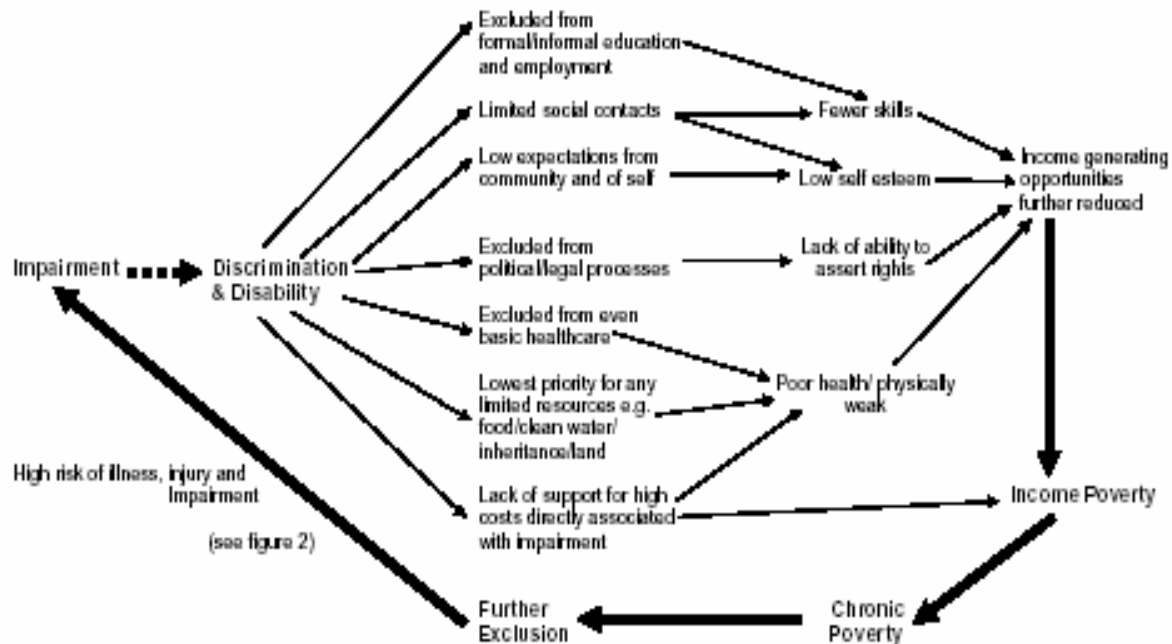 Excluded from
formal/informal education
and employment
Limited social contacts
Fewer skills
Low expectations from
community and of self
Low self esteem
Income generating
opportunities
further reduced
Impairment
Discrimination
& Disability
Excluded from
political/legal processes
Lack of ability to
assert rights
Excluded from even
basic healthcare
Lowest priority for any
limited resources e.g.
food/clean water/
inheritance/land
Poor health/ physically
weak
High risk of illness, injury and
Impairment
(see figure 2)
Lack of support for high
costs directly associated
with impairment
Income Poverty
Further
Exclusion
Chronic
Poverty